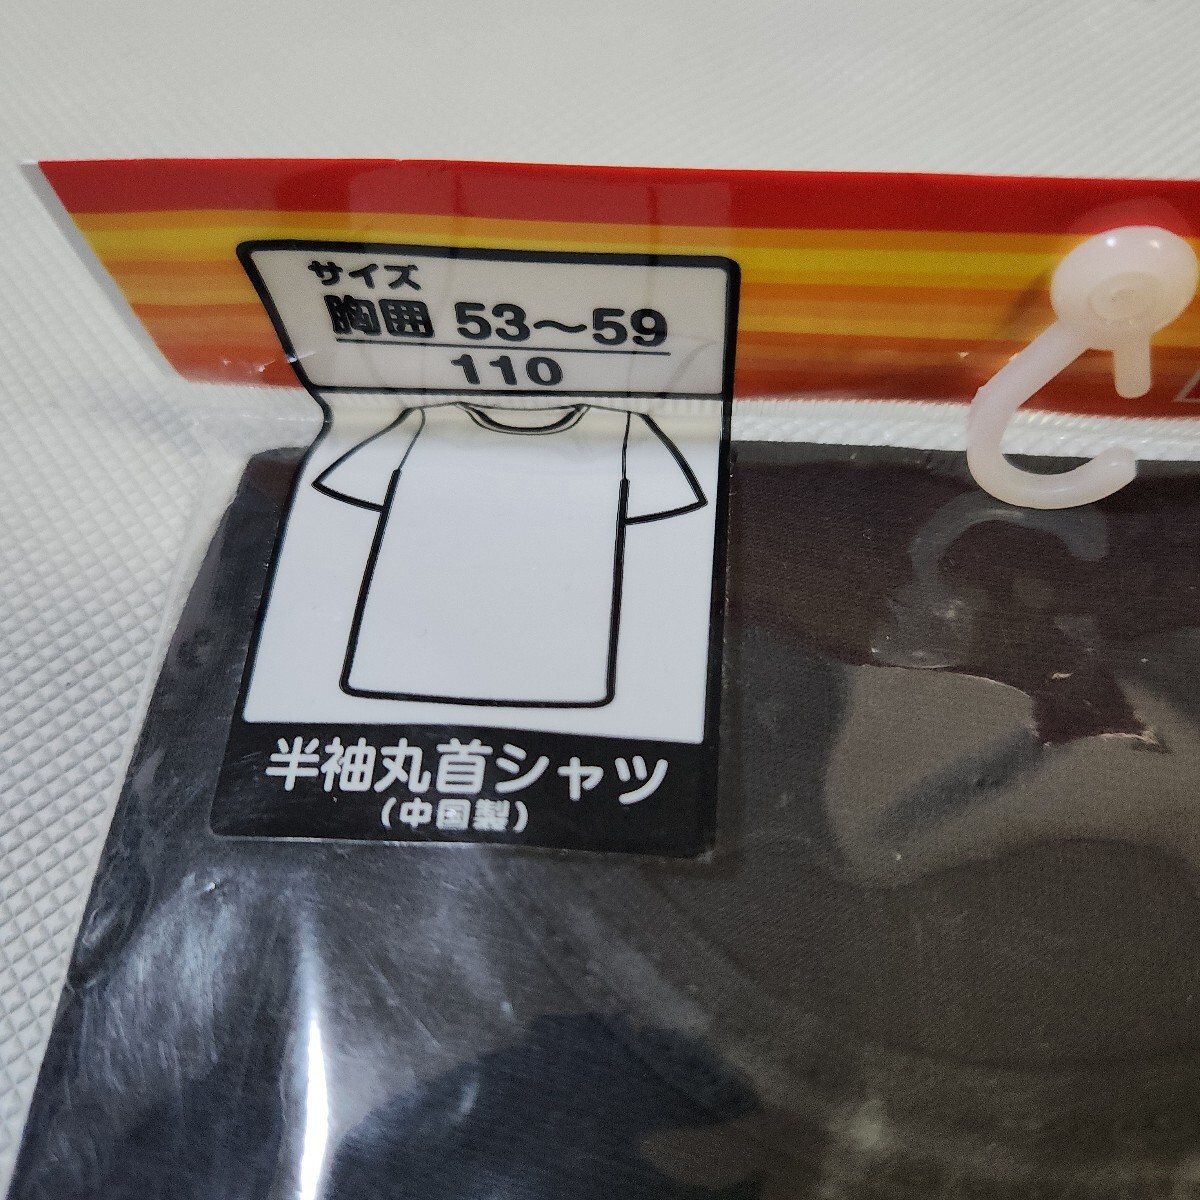 サイズ
胸囲 53〜59
110
半袖丸首シャツ
(中国製)